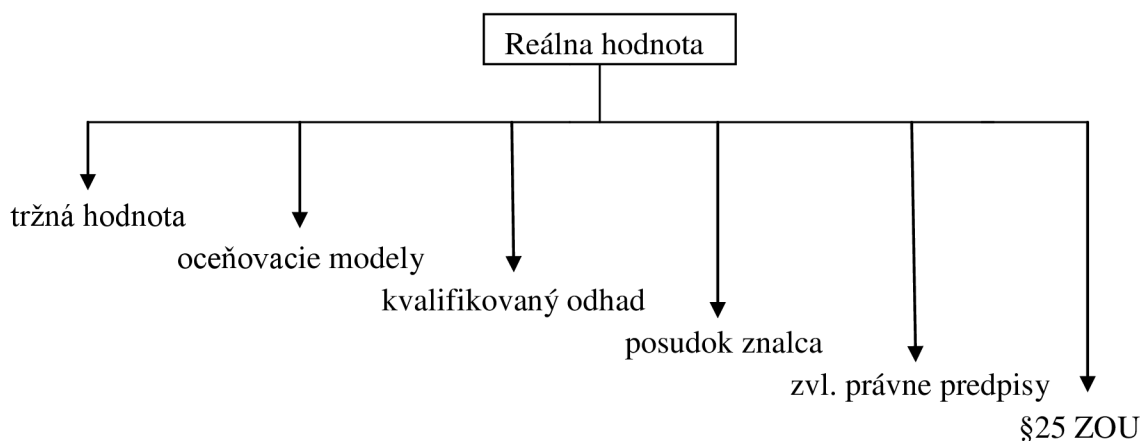 Reálna hodnota
tržná hodnota
oceňovacie modely
kvalifikovaný odhad
posudok znalca
zvl. právne predpisy
§25 ZOU